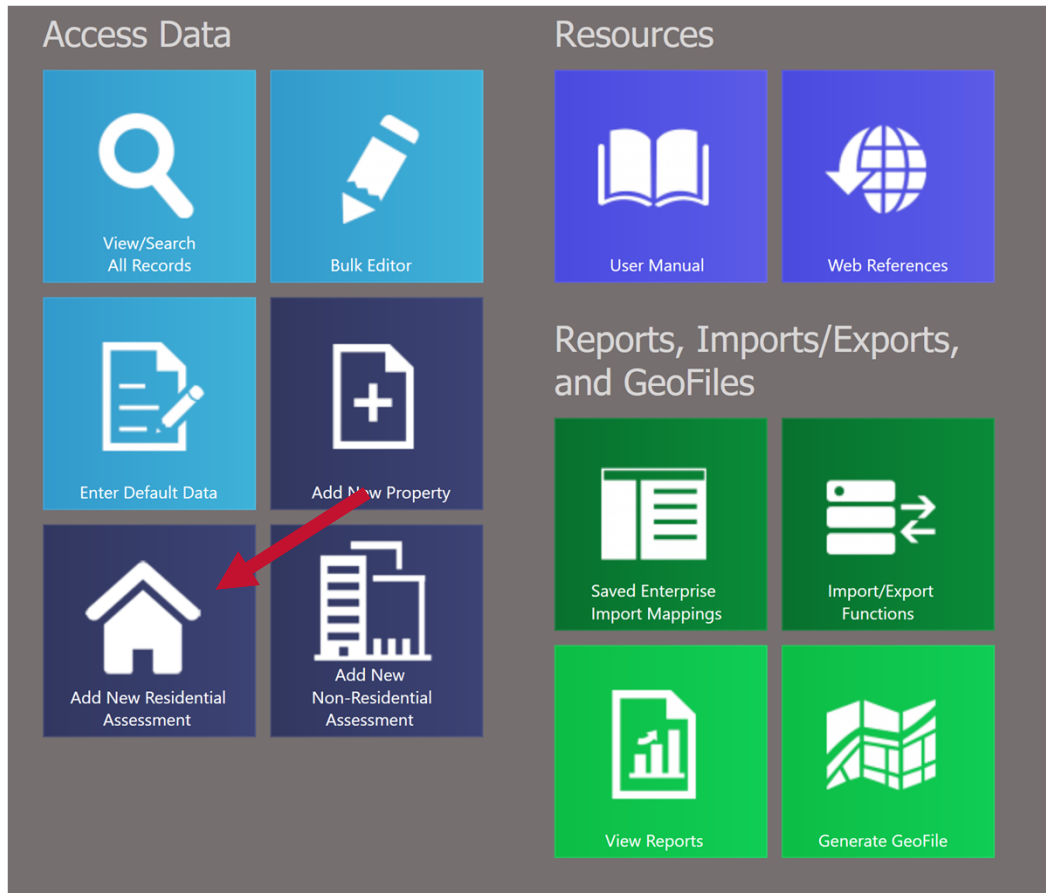 Access Data
View/Search
All Records
Bulk Editor
Enter Default Data
Add New Property
Add New Residential
Assessment
Add New
Non-Residential
Assessment
Resources
User Manual
Web References
Reports, Imports/Exports,
and GeoFiles
Saved Enterprise
Import Mappings
Import/Export
Functions
View Reports
Generate GeoFile